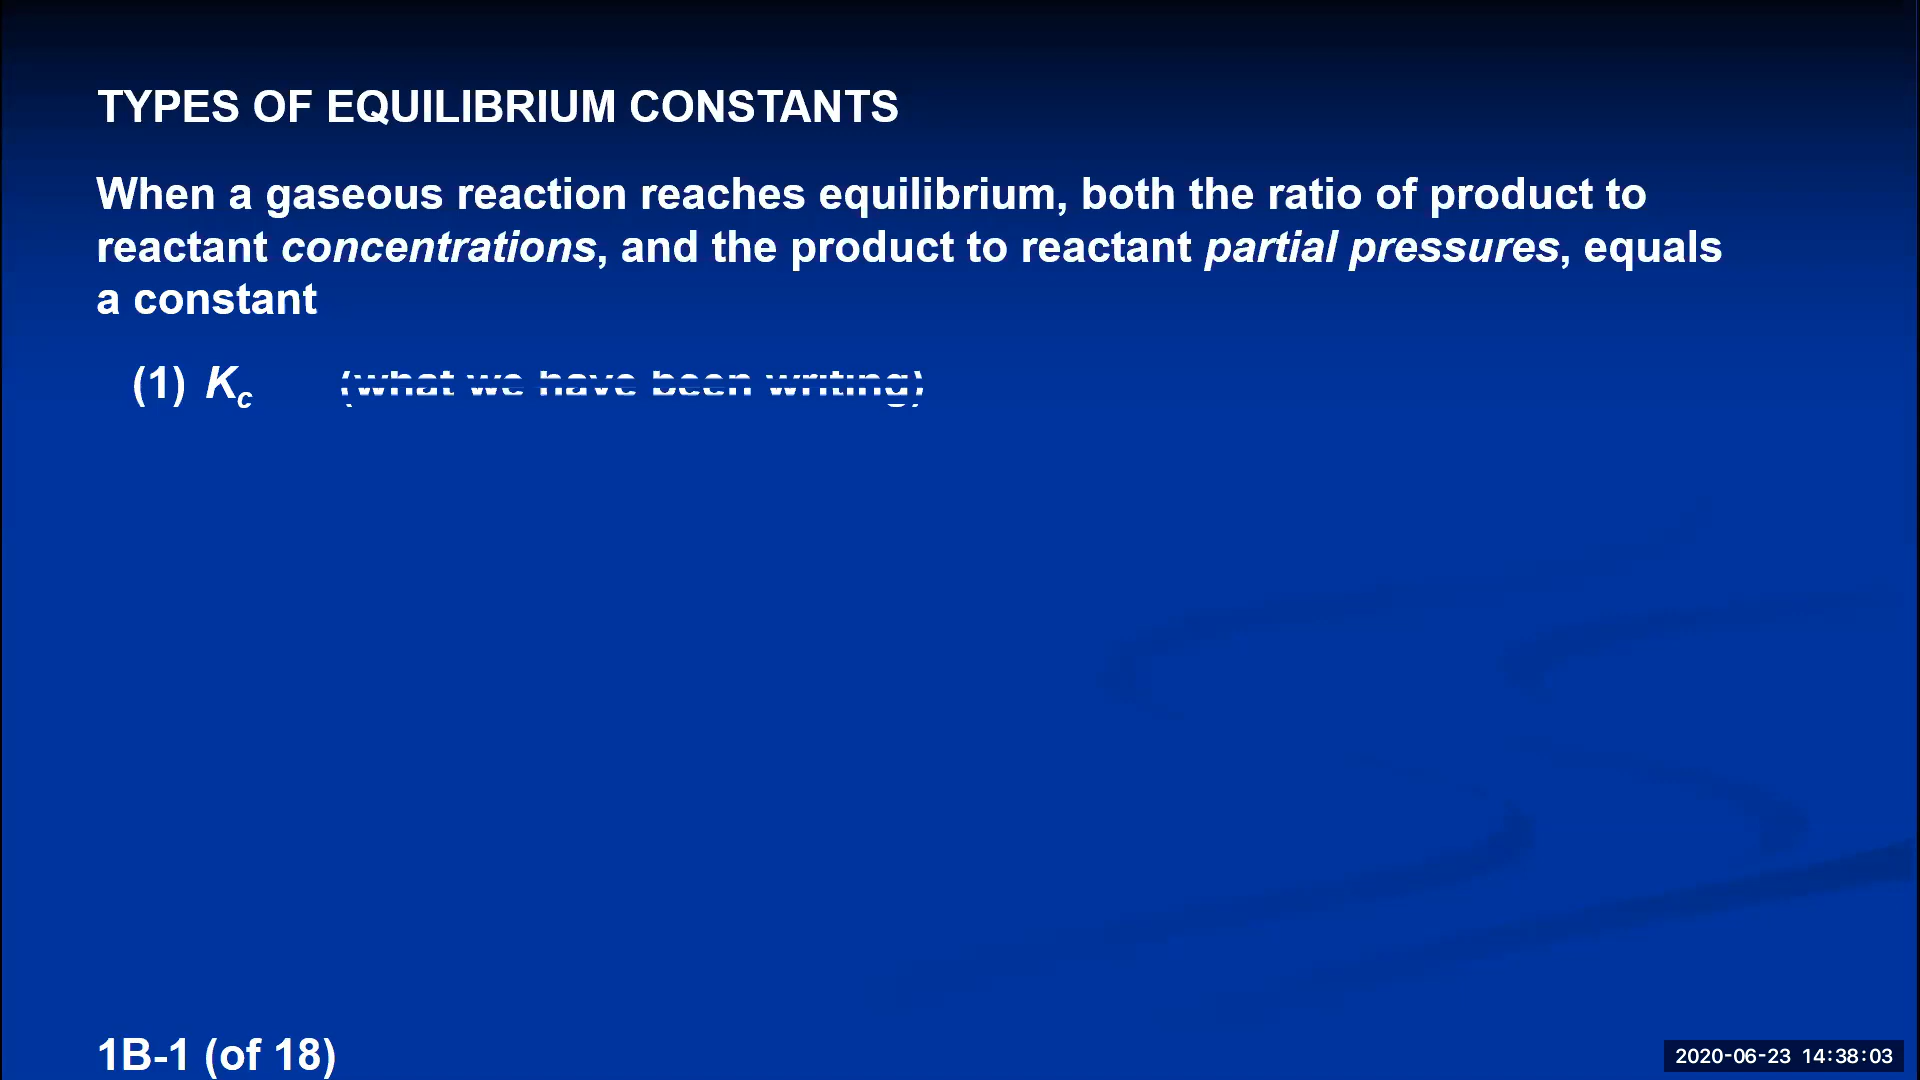 TYPES OF EQUILIBRIUM CONSTANTS
When a gaseous reaction reaches equilibrium, both the ratio of product to
reactant concentrations, and the product to reactant partial pressures, equals
a constant
(1) Kc (what we have been writing)
1B-1 (of 18)
2020-06-23 14:38:03